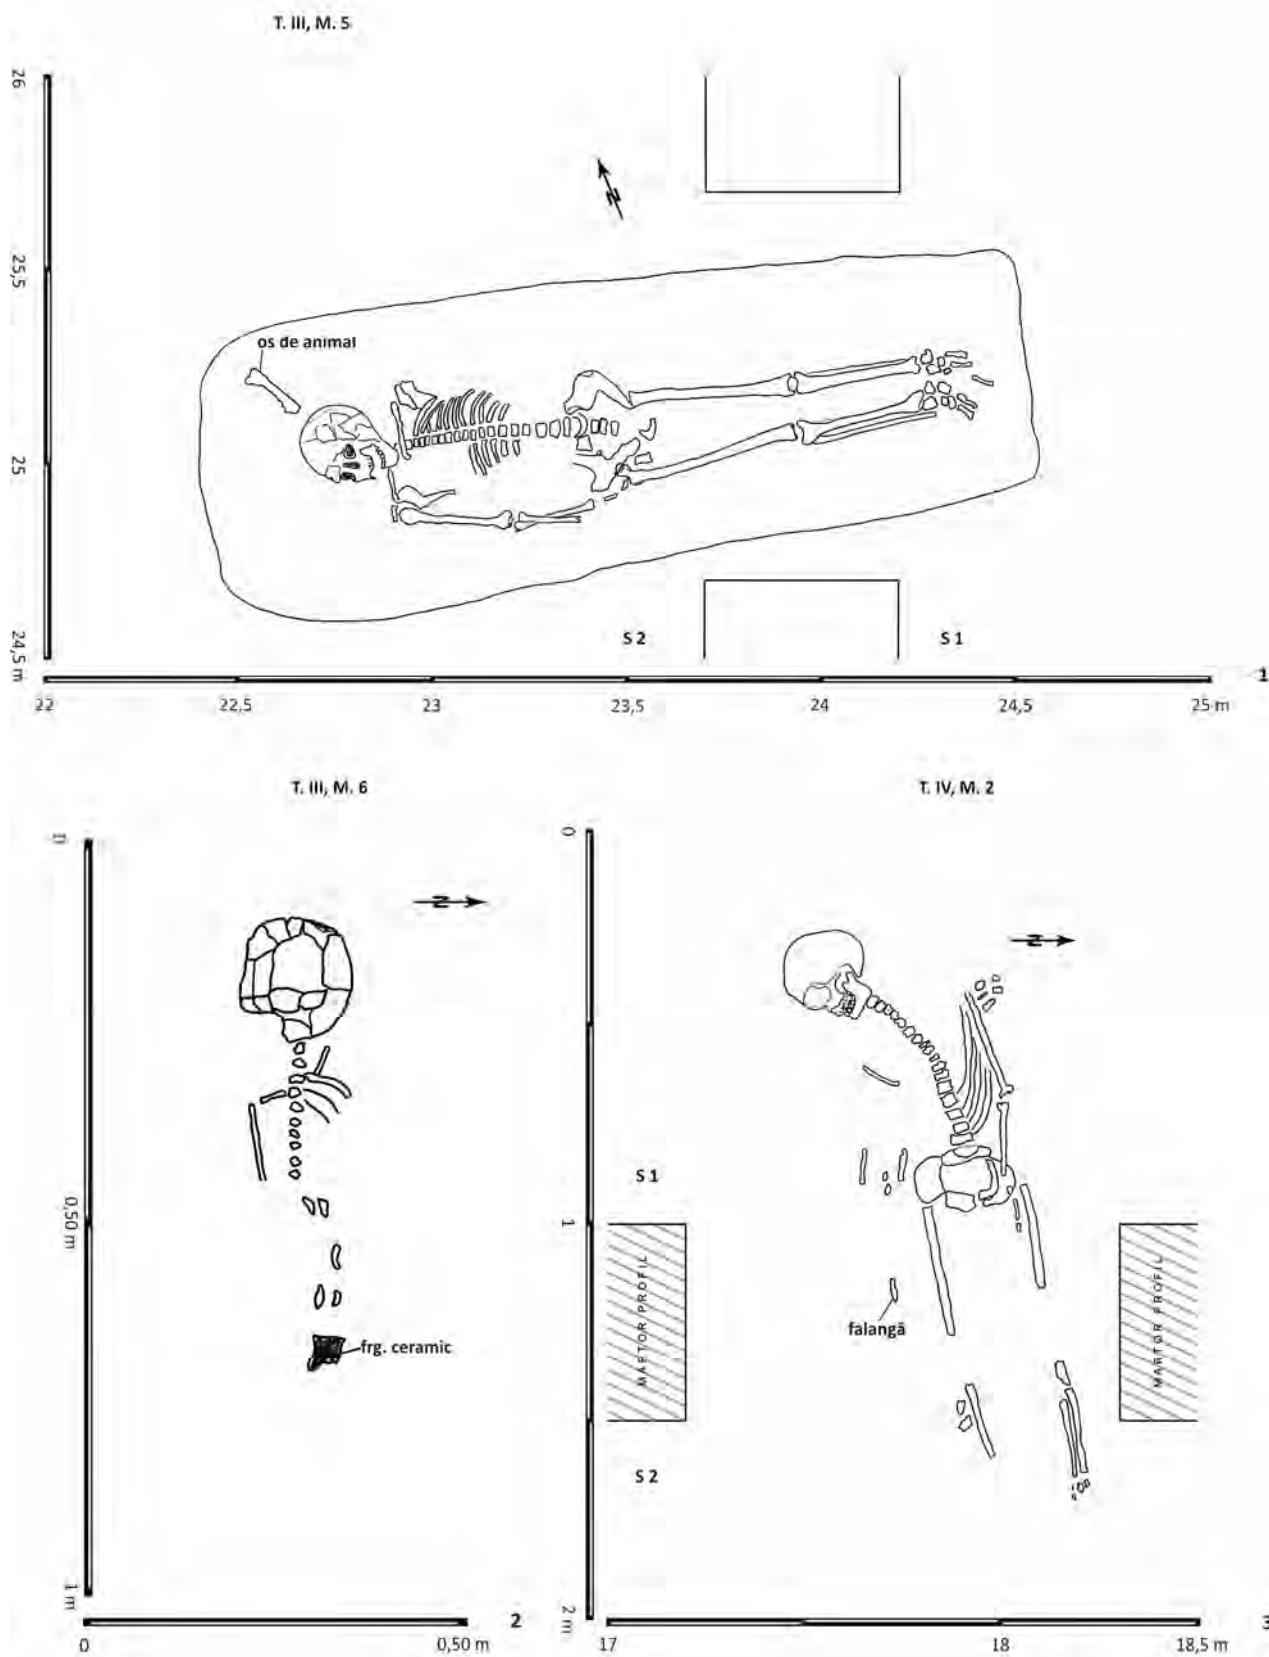 T. III, M. 5
26
25,5
25
24,5 m
os de animal
N
S 2
S 1
1
22
22,5
23
23,5
24
24,5
25 m
T. III, M. 6
T. IV, M. 2
0
0,50 m
1 m
N
frg. ceramic
0
0,50 m
2
0
1
2 m
N
S 1
MARTOR PROFIL
MARTOR PROFIL
falangă
S 2
17
18
18,5 m
3